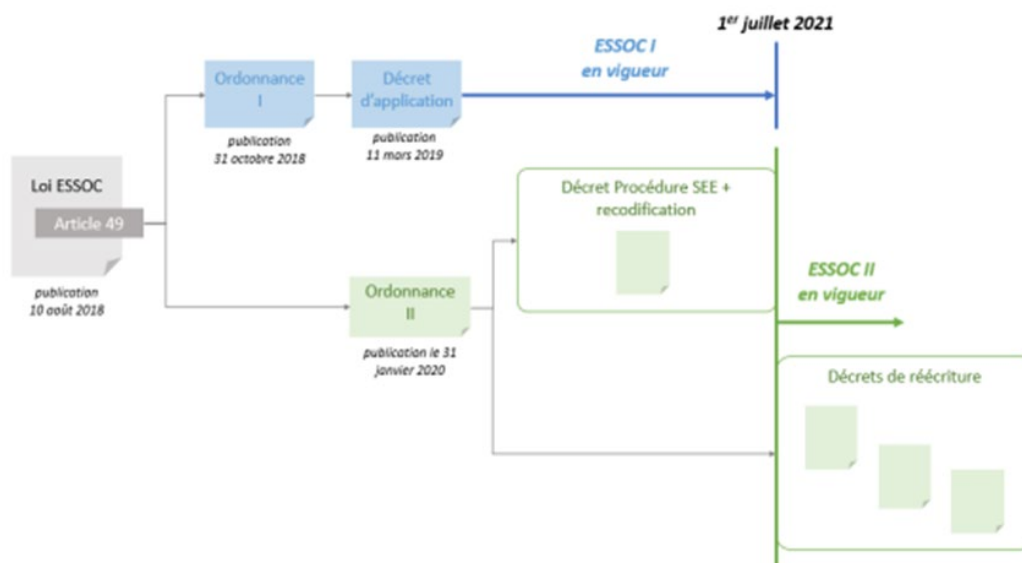 1er juillet 2021
ESSOC I
en vigueur
Ordonnance
I
publication
31 octobre 2018
Décret
d'application
publication
11 mars 2019
Loi ESSOC
Article 49
publication
10 août 2018
Décret Procédure SEE +
recodification
Ordonnance
II
publication le 31
janvier 2020
ESSOC II
en vigueur
Décrets de réécriture